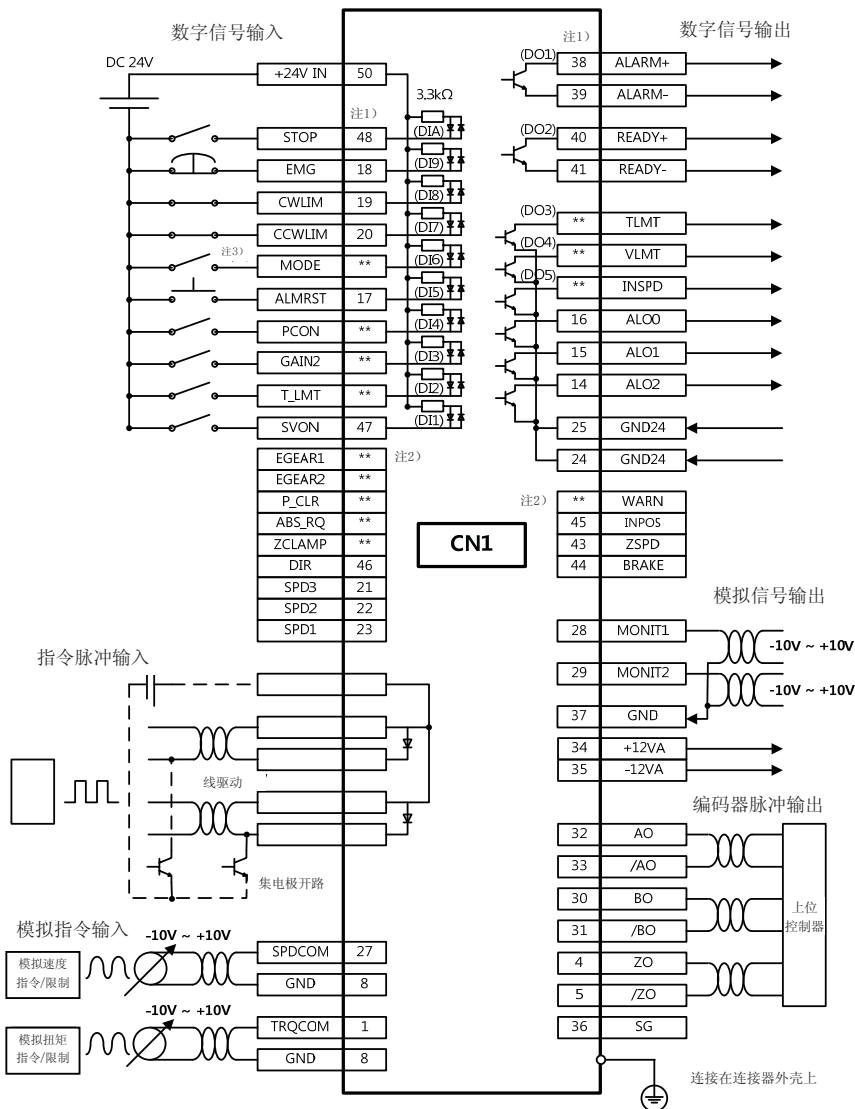 数字信号输入
数字信号输出
DC 24V
+24V IN 50
3.3kΩ
注1)
STOP 48 (DIA)
EMG 18 (DI9)
CWLIM 19 (DI8)
CCWLIM 20 (DI7)
注3)
MODE ** (DI6)
ALMRST 17 (DI5)
PCON ** (DI4)
GAIN2 ** (DI3)
T_LMT ** (DI2)
SVON 47 (DI1)
EGEAR1 ** 注2)
EGEAR2 **
P_CLR **
ABS_RQ **
ZCLAMP **
DIR 46
SPD3 21
SPD2 22
SPD1 23
注1)
(DO1) 38 ALARM+
39 ALARM-
(DO2) 40 READY+
41 READY-
(DO3) ** TLMT
(DO4) ** VLMT
(DO5) ** INSPD
16 ALO0
15 ALO1
14 ALO2
25 GND24
24 GND24
注2) ** WARN
45 INPOS
43 ZSPD
44 BRAKE
CN1
指令脉冲输入
线驱动
集电极开路
模拟信号输出
28 MONIT1
-10V ~ +10V
29 MONIT2
-10V ~ +10V
37 GND
34 +12VA
35 -12VA
编码器脉冲输出
32 AO
33 /AO
30 BO
31 /BO
4 ZO
5 /ZO
36 SG
上位
控制器
模拟指令输入
-10V ~ +10V
模拟速度
指令/限制
SPDCOM 27
GND 8
-10V ~ +10V
模拟扭矩
指令/限制
TRQCOM 1
GND 8
连接在连接器外壳上